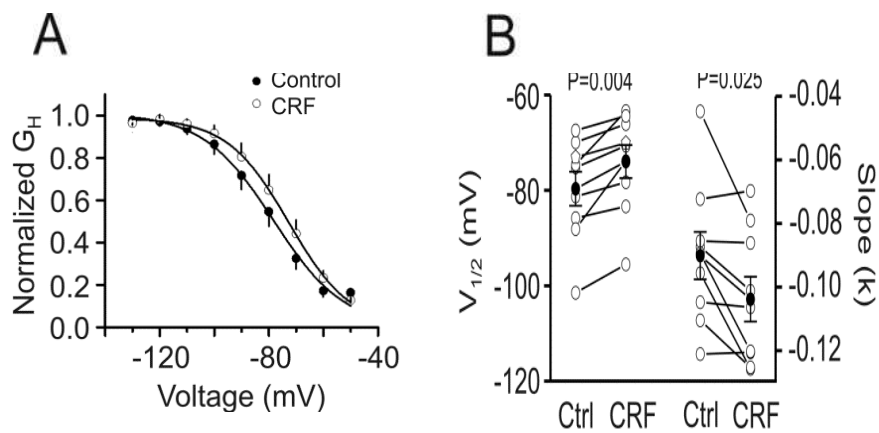 A
Control
CRF
Normalized G_H
1.0
0.8
0.6
0.4
0.2
0.0
-120
-80
-40
Voltage (mV)
B
P=0.004
P=0.025
V_1/2 (mV)
-60
-80
-100
-120
-0.04
-0.06
-0.08
-0.10
-0.12
Slope (k)
Ctrl CRF
Ctrl CRF